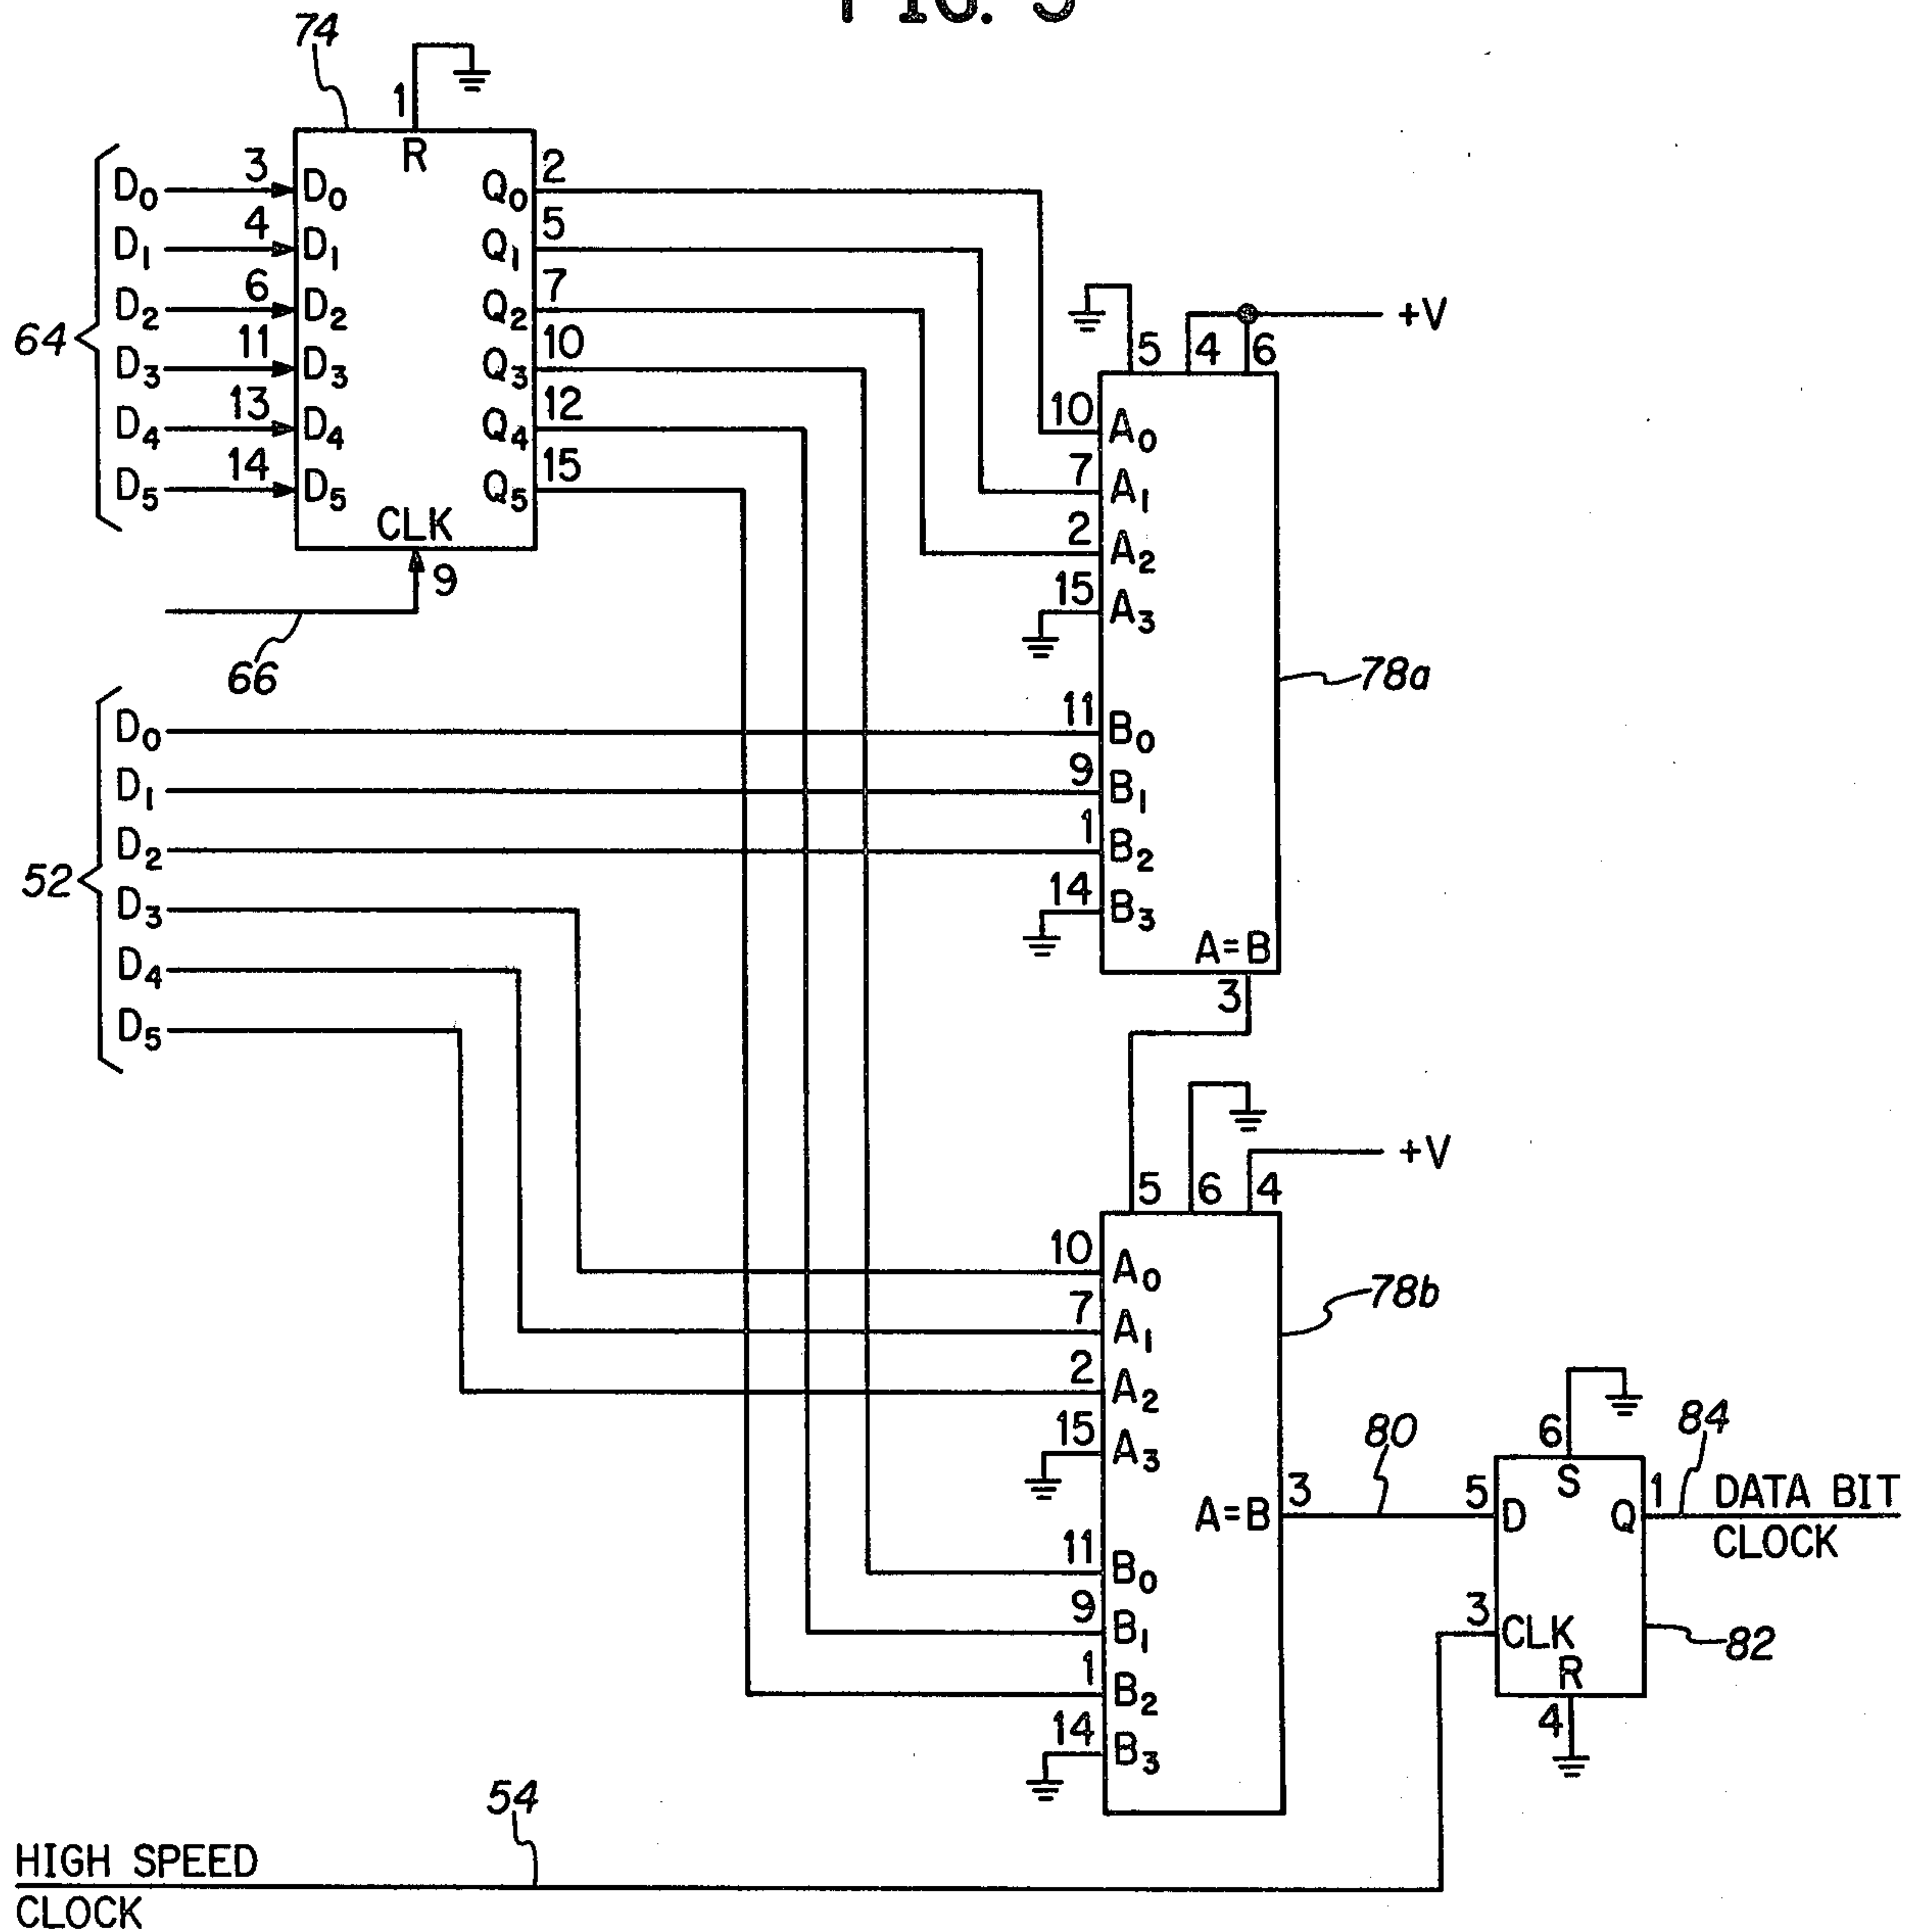 FIG. 5
74
1
R
D0 3 D0 Q0 2
D1 4 D1 Q1 5
D2 6 D2 Q2 7
64
D3 11 D3 Q3 10
D4 13 D4 Q4 12
D5 14 D5 Q5 15
CLK
9
66
5 4 6 +V
10 A0
7 A1
2 A2
15 A3
78a
52
D0 11 B0
D1 9 B1
D2 1 B2
D3 14 B3
D4
D5
A=B
3
+V
5 6 4
10 A0
7 A1
2 A2
15 A3
78b
A=B 3
80
11 B0
9 B1
1 B2
14 B3
6
S
5 D Q 1
84
DATA BIT
CLOCK
3 CLK
R
82
4
54
HIGH SPEED
CLOCK